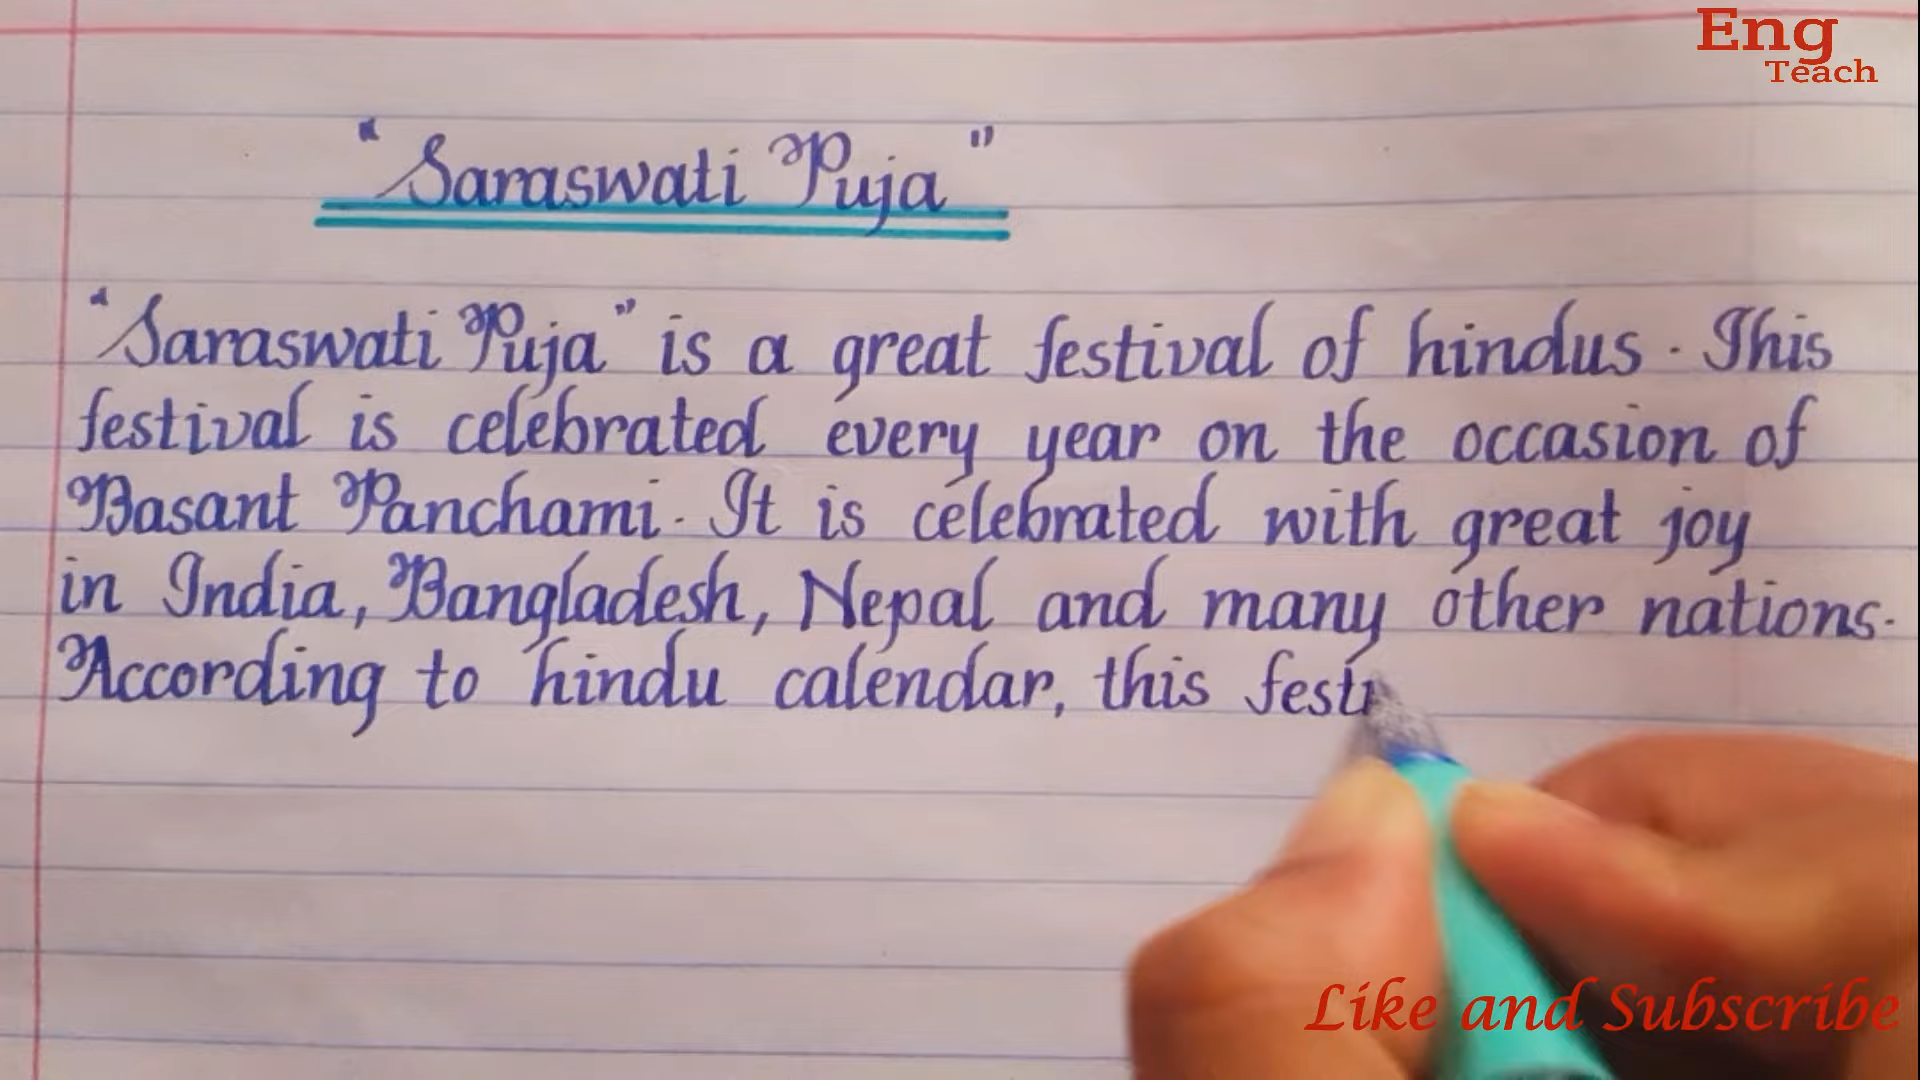 Eng
Teach
"Saraswati Puja"
"Saraswati Puja" is a great festival of hindus. This
festival is celebrated every year on the occasion of
Basant Panchami. It is celebrated with great joy
in India, Bangladesh, Nepal and many other nations.
According to hindu calendar, this festi
Like and Subscribe